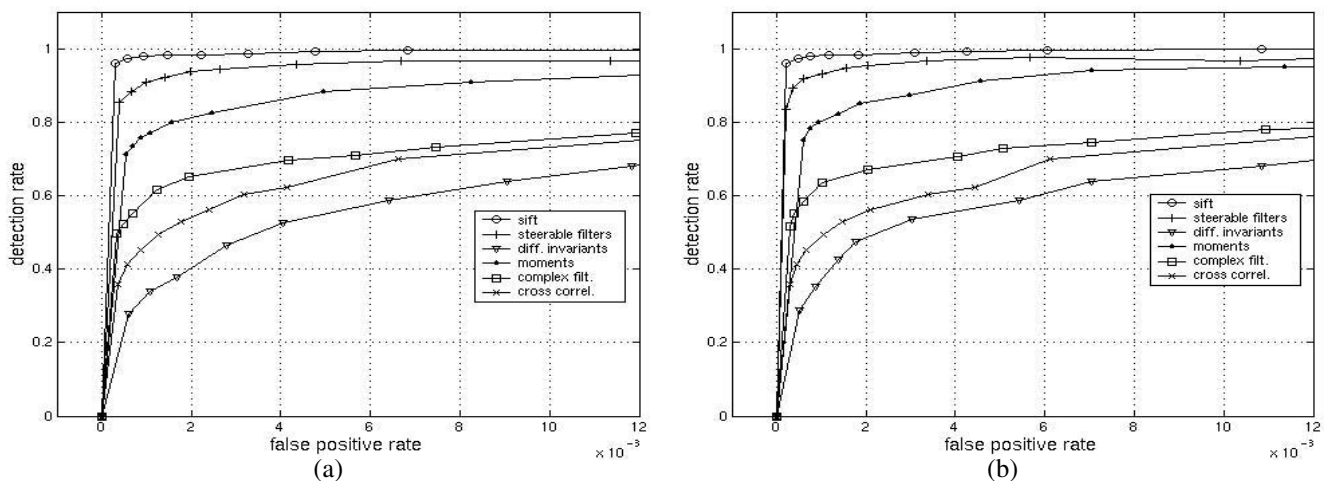 1
0.8
0.6
0.4
0.2
0
detection rate
sift
steerable filters
diff. invariants
moments
complex filt.
cross correl.
0 2 4 6 8 10 12
false positive rate
x 10 -3
(a)
1
0.8
0.6
0.4
0.2
0
detection rate
sift
steerable filters
diff. invariants
moments
complex filt.
cross correl.
0 2 4 6 8 10 12
false positive rate
x 10 -3
(b)